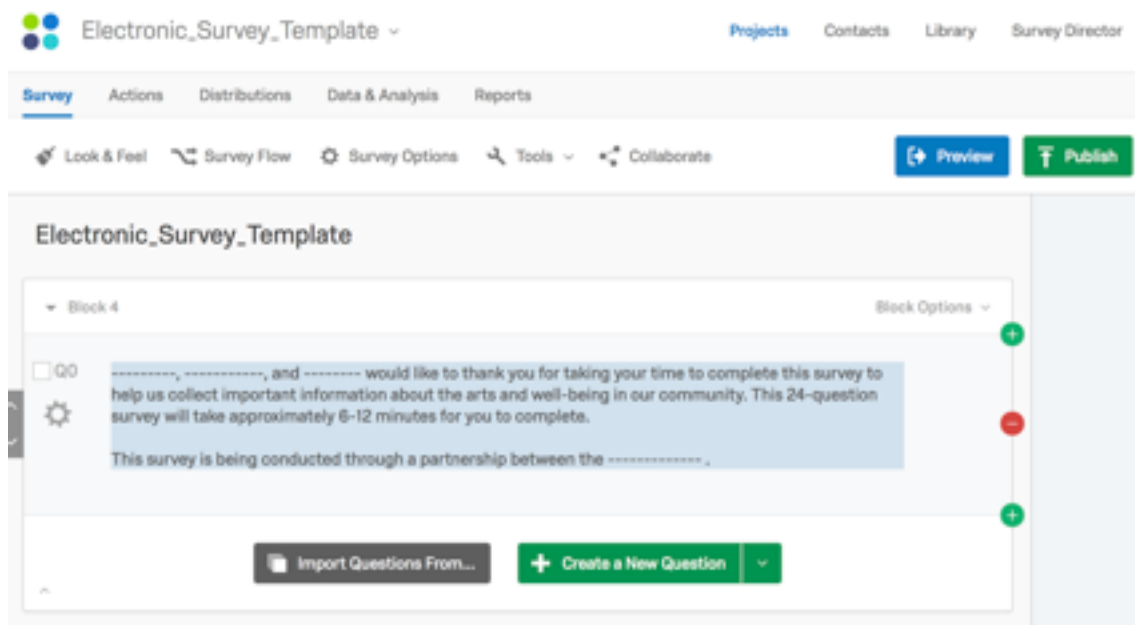 Electronic_Survey_Template
Projects Contacts Library Survey Director
Survey Actions Distributions Data & Analysis Reports
Look & Feel Survey Flow Survey Options Tools Collaborate Preview Publish
Electronic_Survey_Template
Block 4 Block Options
Q0 ---------, -----------, and -------- would like to thank you for taking your time to complete this survey to
help us collect important information about the arts and well-being in our community. This 24-question
survey will take approximately 6-12 minutes for you to complete.
This survey is being conducted through a partnership between the ------------- .
Import Questions From... Create a New Question